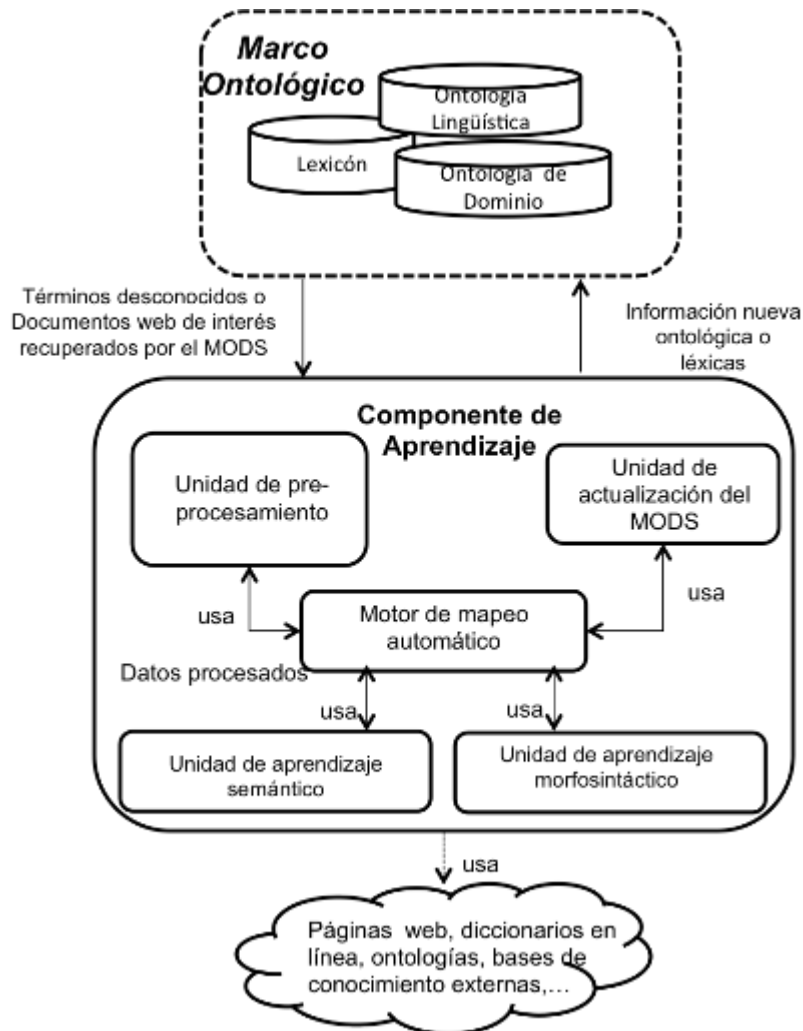 Marco
Ontológico
Ontología
Lingüística
Lexicón
Ontología de
Dominio
Términos desconocidos o
Documentos web de interés
recuperados por el MODS
Información nueva
ontológica o
léxicas
Componente de
Aprendizaje
Unidad de pre-
procesamiento
Unidad de
actualización del
MODS
usa
usa
Motor de mapeo
automático
Datos procesados
usa
usa
Unidad de aprendizaje
semántico
Unidad de aprendizaje
morfosintáctico
usa
Páginas web, diccionarios en
línea, ontologías, bases de
conocimiento externas,…